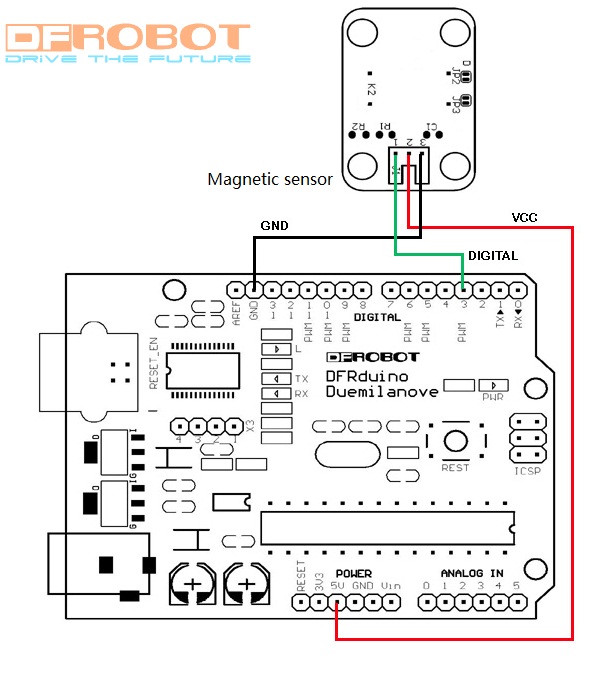 DFROBOT
DRIVE THE FUTURE
K2
D
JP2
JP3
R2 R1 C1
1 2 3
J1
Magnetic sensor
GND
VCC
DIGITAL
AREF GND 13 12 11 10 9 8 7 6 5 4 3 2 1 0
PWM PWM PWM PWM PWM PWM TX RX
DIGITAL
RESET_EN
L
TX
RX
DFROBOT
DFRduino
Duemilanove
PWR
X3
4 3 2 1
REST
ICSP
O I
IG
O
G
POWER ANALOG IN
RESET 3V3 5V GND Vin 0 1 2 3 4 5